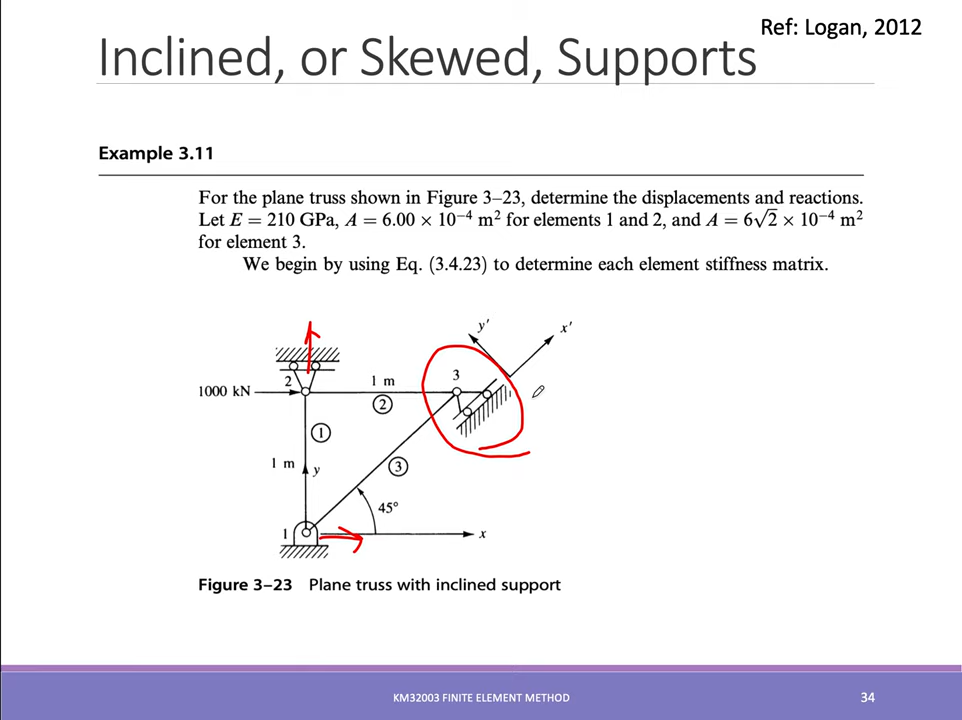 Ref: Logan, 2012
Inclined, or Skewed, Supports
Example 3.11
For the plane truss shown in Figure 3–23, determine the displacements and reactions.
Let E = 210 GPa, A = 6.00 × 10⁻⁴ m² for elements 1 and 2, and A = 6√2 × 10⁻⁴ m²
for element 3.
We begin by using Eq. (3.4.23) to determine each element stiffness matrix.
y′
x′
3
2
1 m
1000 kN
2
1
1 m
y
3
45°
1
x
Figure 3–23 Plane truss with inclined support
KM32003 FINITE ELEMENT METHOD
34